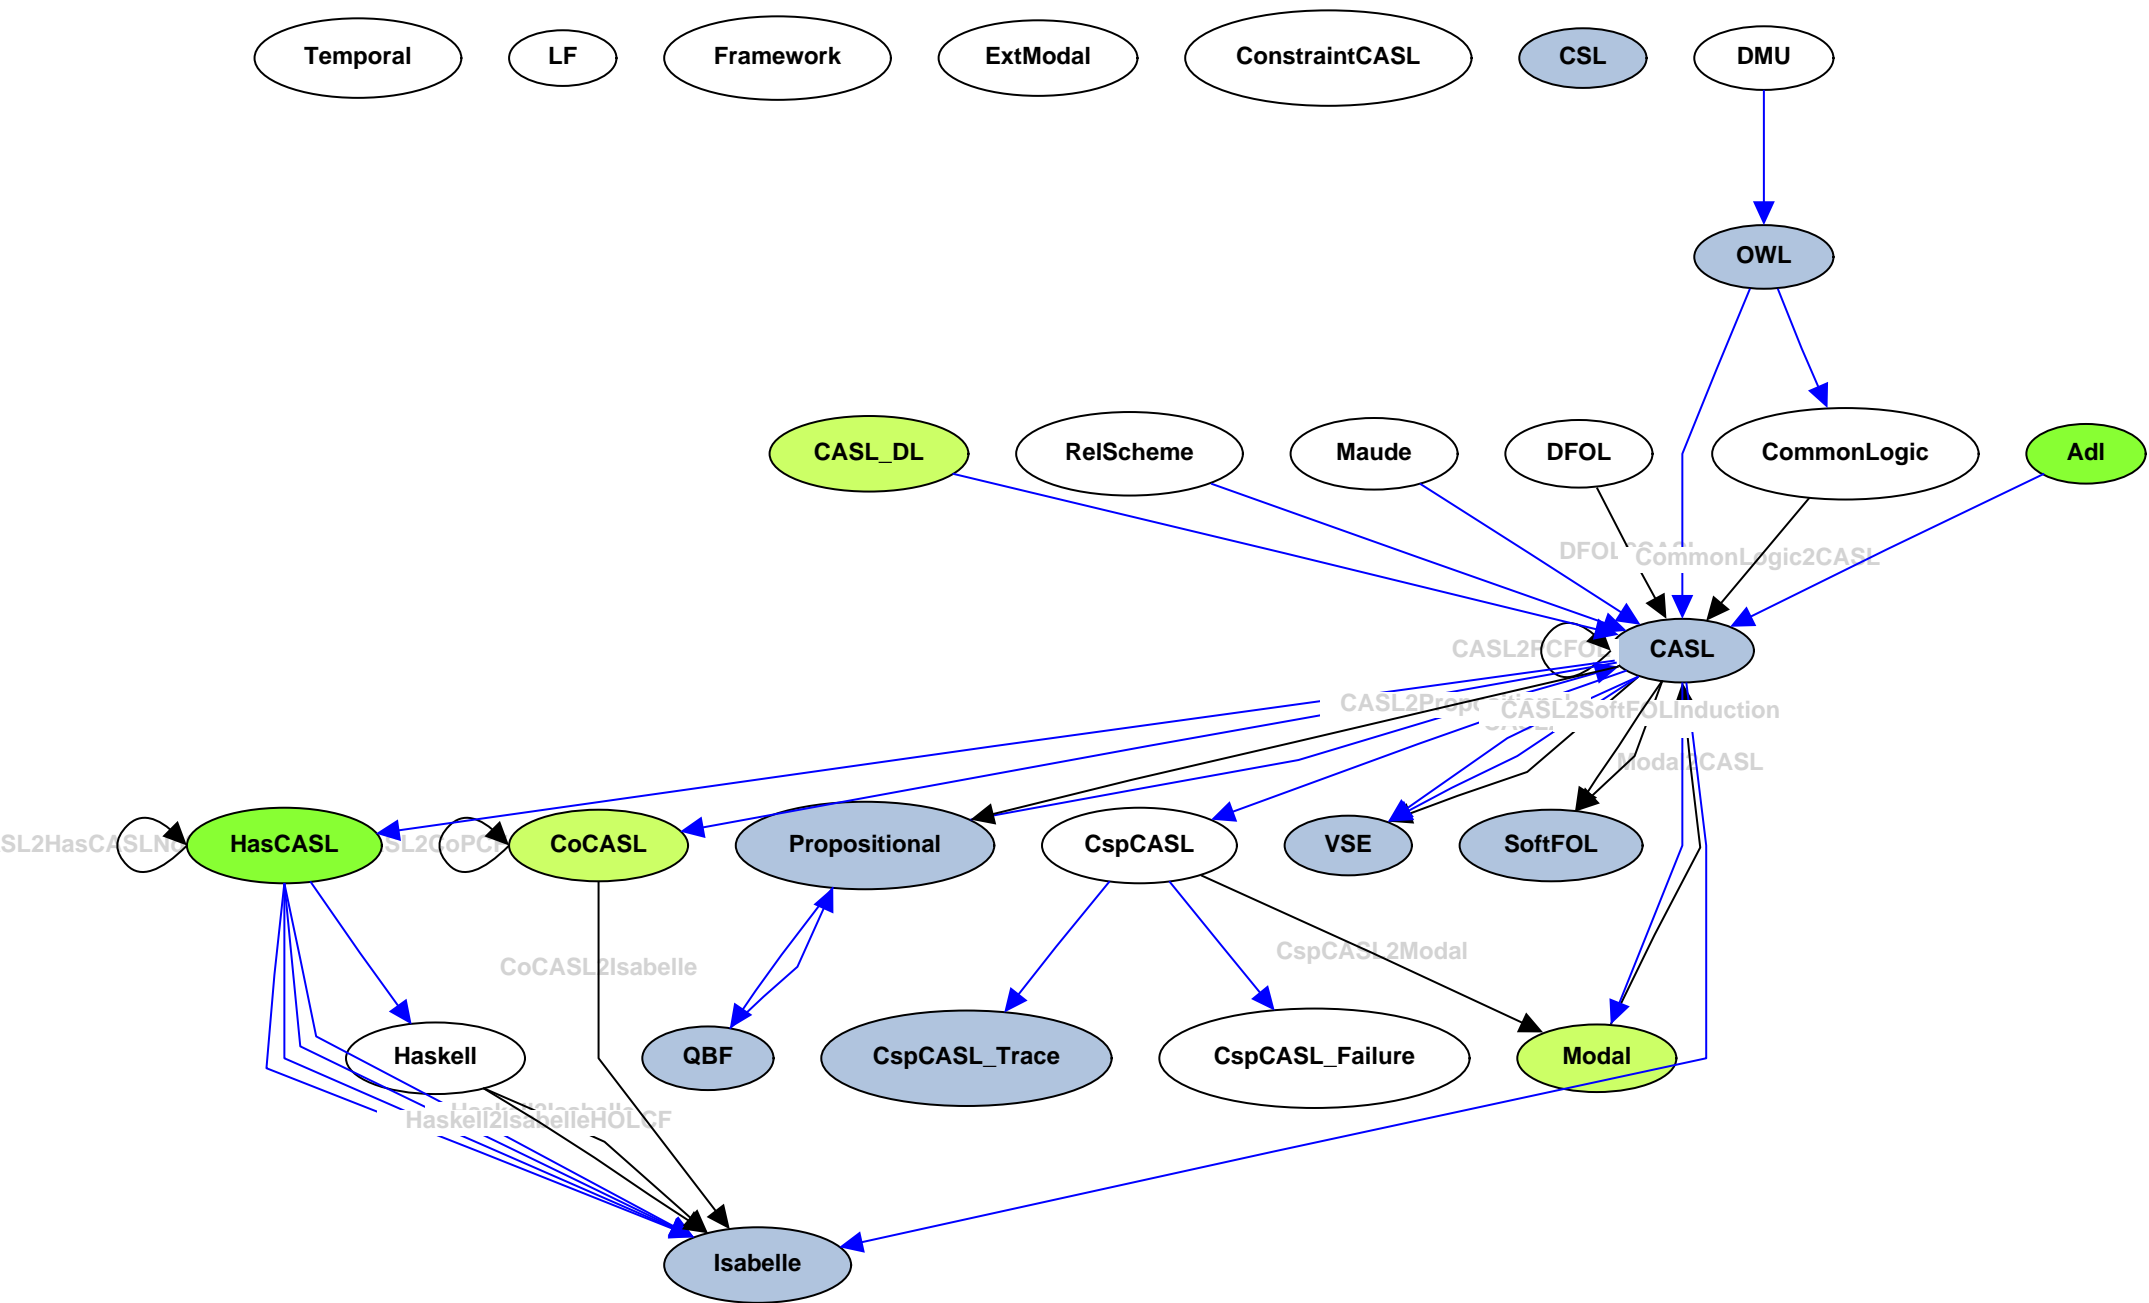 Temporal
LF
Framework
ExtModal
ConstraintCASL
CSL
DMU
OWL
CASL_DL
RelScheme
Maude
DFOL
CommonLogic
Adl
CommonLogic2CASL
CASL
CASL2SoftFOLInduction
Modal2CASL
HasCASL
CoCASL
Propositional
CspCASL
VSE
SoftFOL
CspCASL2Modal
CoCASL2Isabelle
Haskell
QBF
CspCASL_Trace
CspCASL_Failure
Modal
Haskell2IsabelleHOLCF
Isabelle